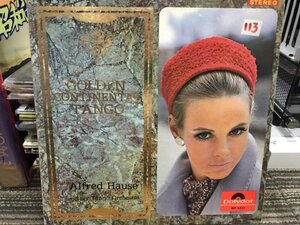 STEREO
113
GOLDEN
CONTINENTAL
TANGO
Alfred Hause
Polydor